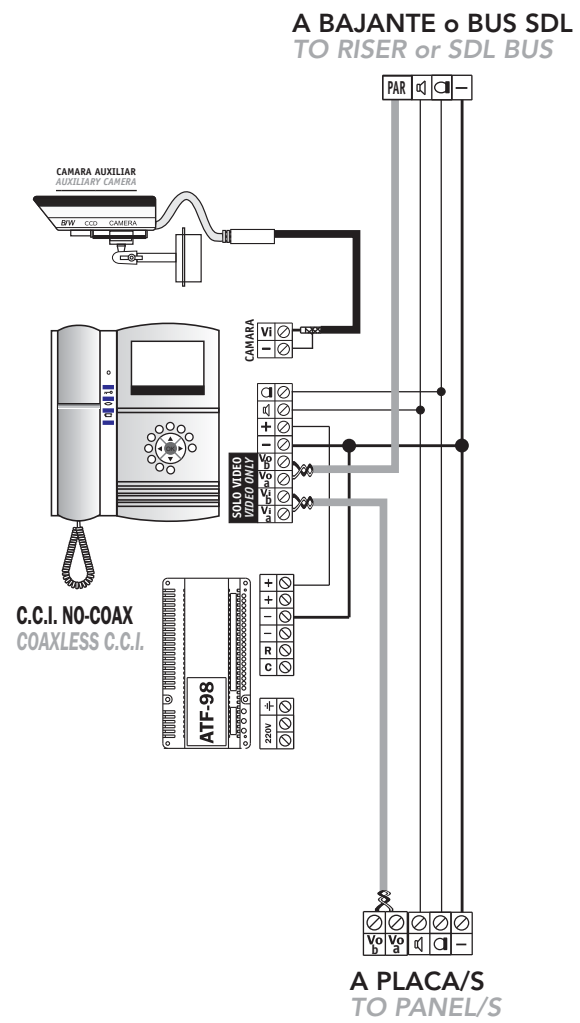 A BAJANTE o BUS SDL
TO RISER or SDL BUS
PAR
–
CAMARA AUXILIAR
AUXILIARY CAMERA
B/W CCD CAMERA
CAMARA
Vi
–
+
–
Vo b
Vo a
Vi b
Vi a
SOLO VIDEO
VIDEO ONLY
C.C.I. NO-COAX
COAXLESS C.C.I.
ATF-98
+
+
–
–
R
C
220V
Vo b
Vo a
–
A PLACA/S
TO PANEL/S